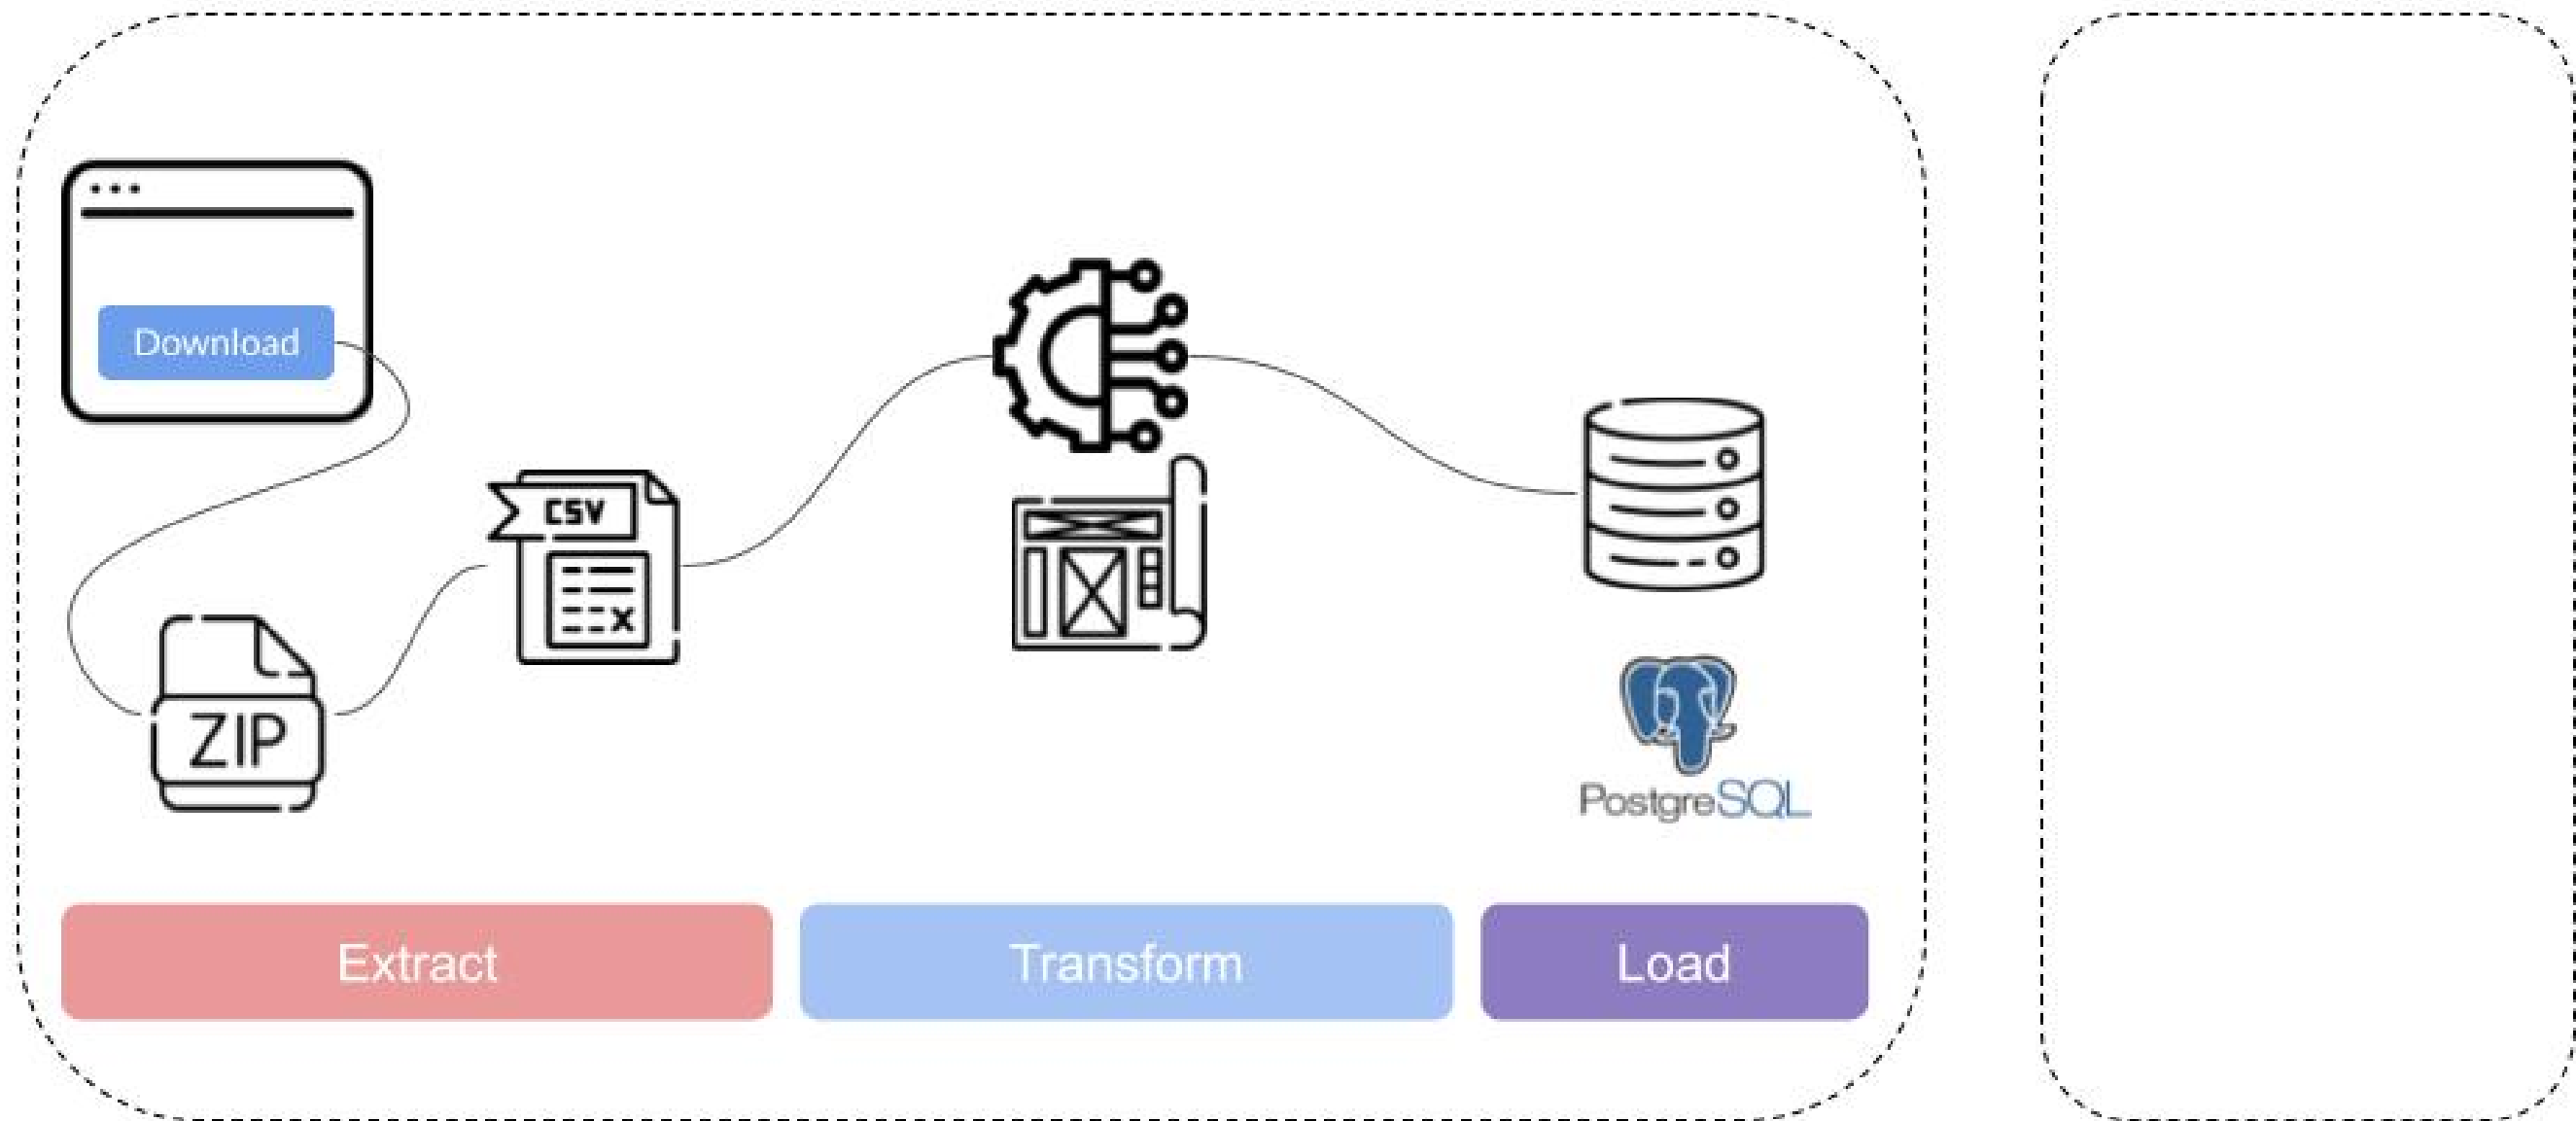 Download
CSV
ZIP
PostgreSQL
Extract
Transform
Load